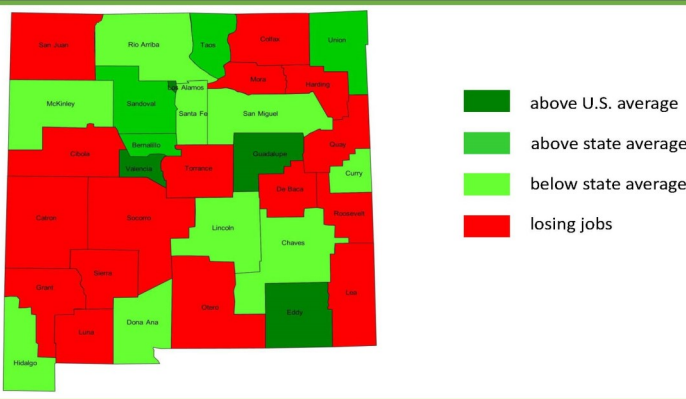 San Juan
Rio Arriba
Taos
Colfax
Union
Mora
Harding
Los Alamos
McKinley
Sandoval
Santa Fe
San Miguel
Bernalillo
Cibola
Valencia
Torrance
Guadalupe
Quay
Curry
De Baca
Roosevelt
Catron
Socorro
Lincoln
Chaves
Sierra
Grant
Otero
Eddy
Lea
Luna
Dona Ana
Hidalgo
above U.S. average
above state average
below state average
losing jobs